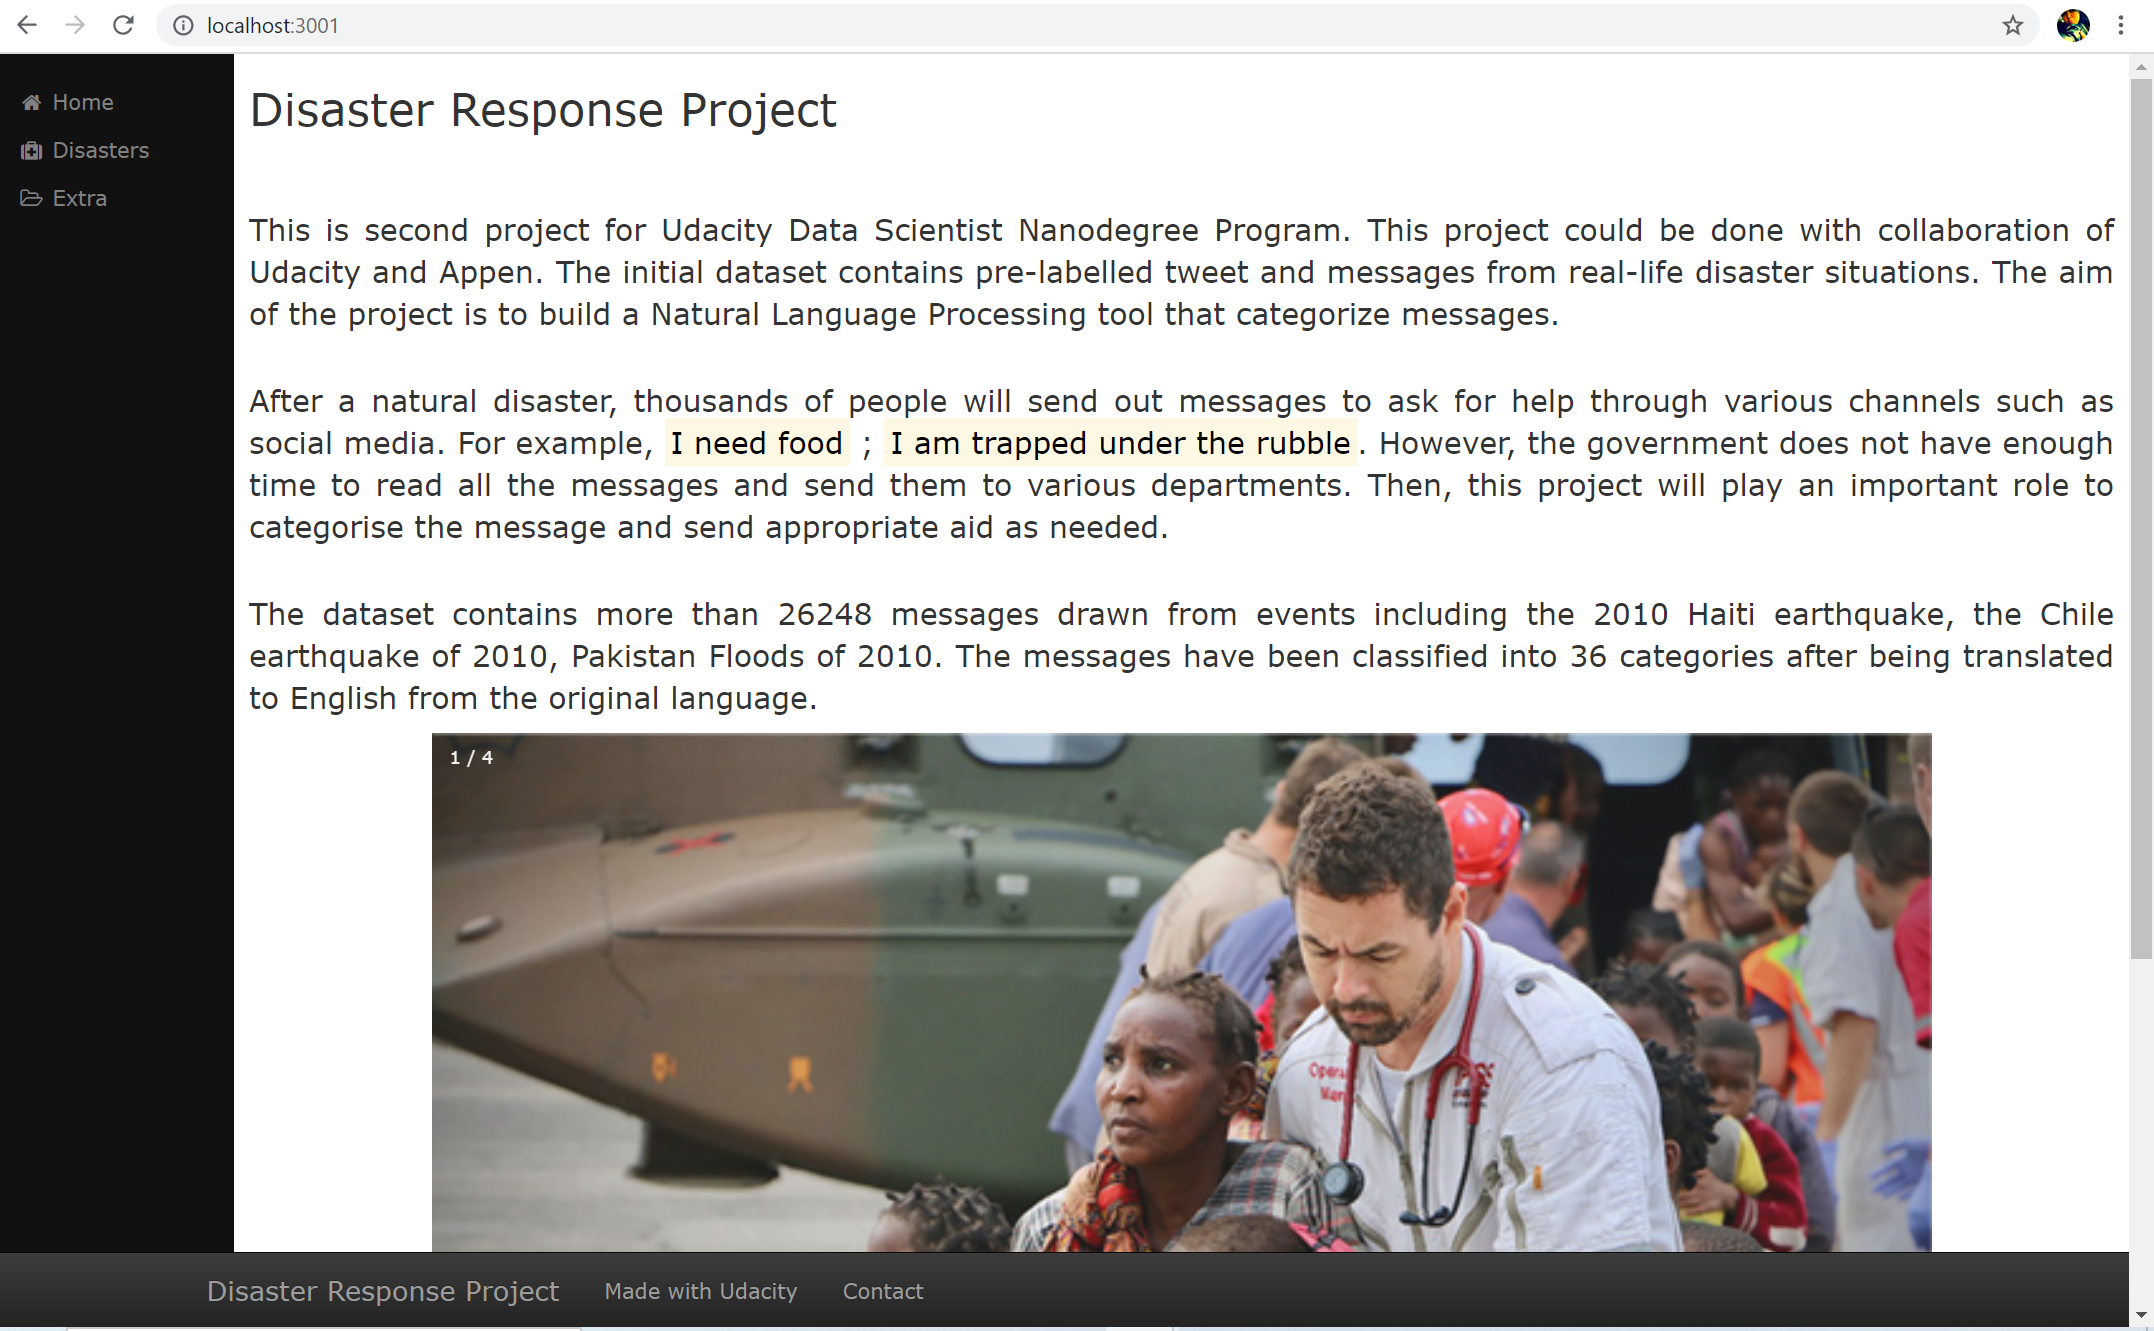 localhost:3001
Home
Disasters
Extra
Disaster Response Project
This is second project for Udacity Data Scientist Nanodegree Program. This project could be done with collaboration of
Udacity and Appen. The initial dataset contains pre-labelled tweet and messages from real-life disaster situations. The aim
of the project is to build a Natural Language Processing tool that categorize messages.
After a natural disaster, thousands of people will send out messages to ask for help through various channels such as
social media. For example, I need food ; I am trapped under the rubble. However, the government does not have enough
time to read all the messages and send them to various departments. Then, this project will play an important role to
categorise the message and send appropriate aid as needed.
The dataset contains more than 26248 messages drawn from events including the 2010 Haiti earthquake, the Chile
earthquake of 2010, Pakistan Floods of 2010. The messages have been classified into 36 categories after being translated
to English from the original language.
1 / 4
Disaster Response Project
Made with Udacity
Contact